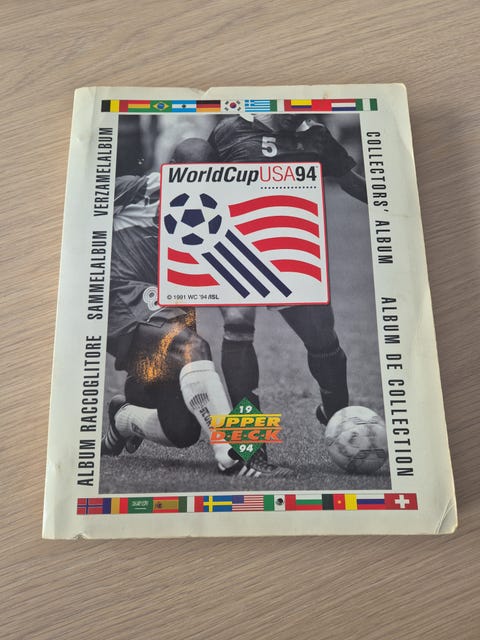 WorldCupUSA94
© 1991 WC '94/ISL
5
8
VERZAMELALBUM
SAMMELALBUM
ALBUM RACCOGLITORE
COLLECTORS' ALBUM
ALBUM DE COLLECTION
19
UPPER
DECK
94